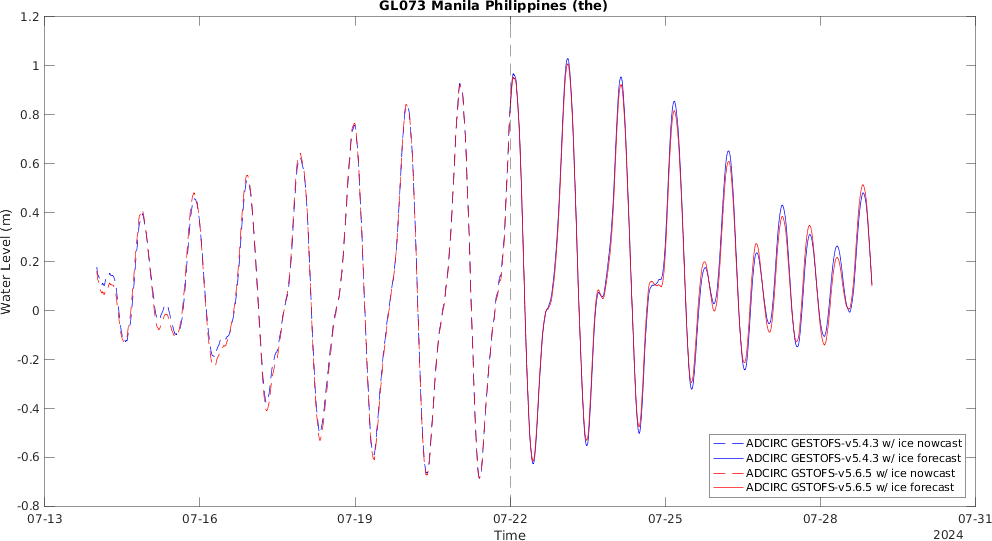 GL073 Manila Philippines (the)
1.2
1
0.8
0.6
0.4
0.2
0
-0.2
-0.4
-0.6
-0.8
Water Level (m)
ADCIRC GESTOFS-v5.4.3 w/ ice nowcast
ADCIRC GESTOFS-v5.4.3 w/ ice forecast
ADCIRC GSTOFS-v5.6.5 w/ ice nowcast
ADCIRC GSTOFS-v5.6.5 w/ ice forecast
07-13 07-16 07-19 07-22 07-25 07-28 07-31
Time
2024